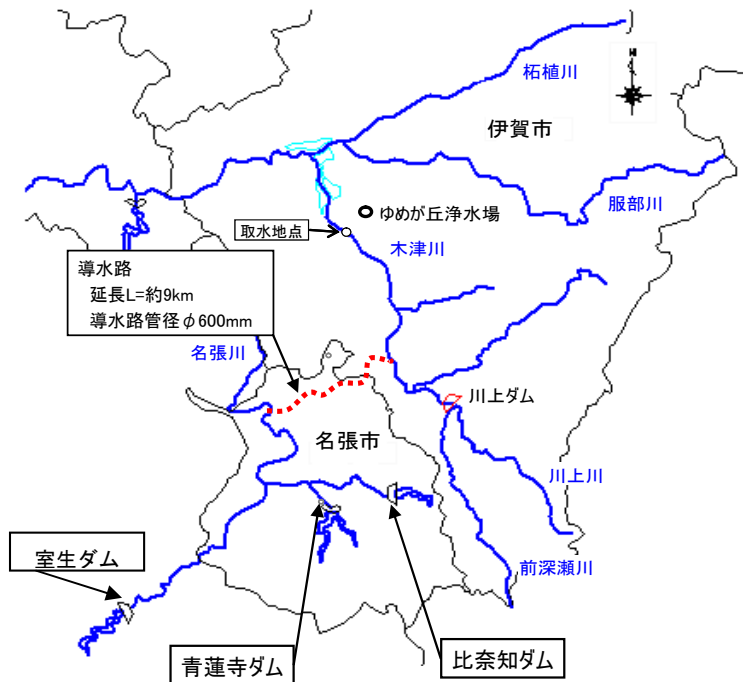 柘植川
伊賀市
服部川
ゆめが丘浄水場
取水地点
木津川
導水路
延長L=約9km
導水路管径φ600mm
名張川
川上ダム
名張市
川上川
室生ダム
前深瀬川
青蓮寺ダム
比奈知ダム